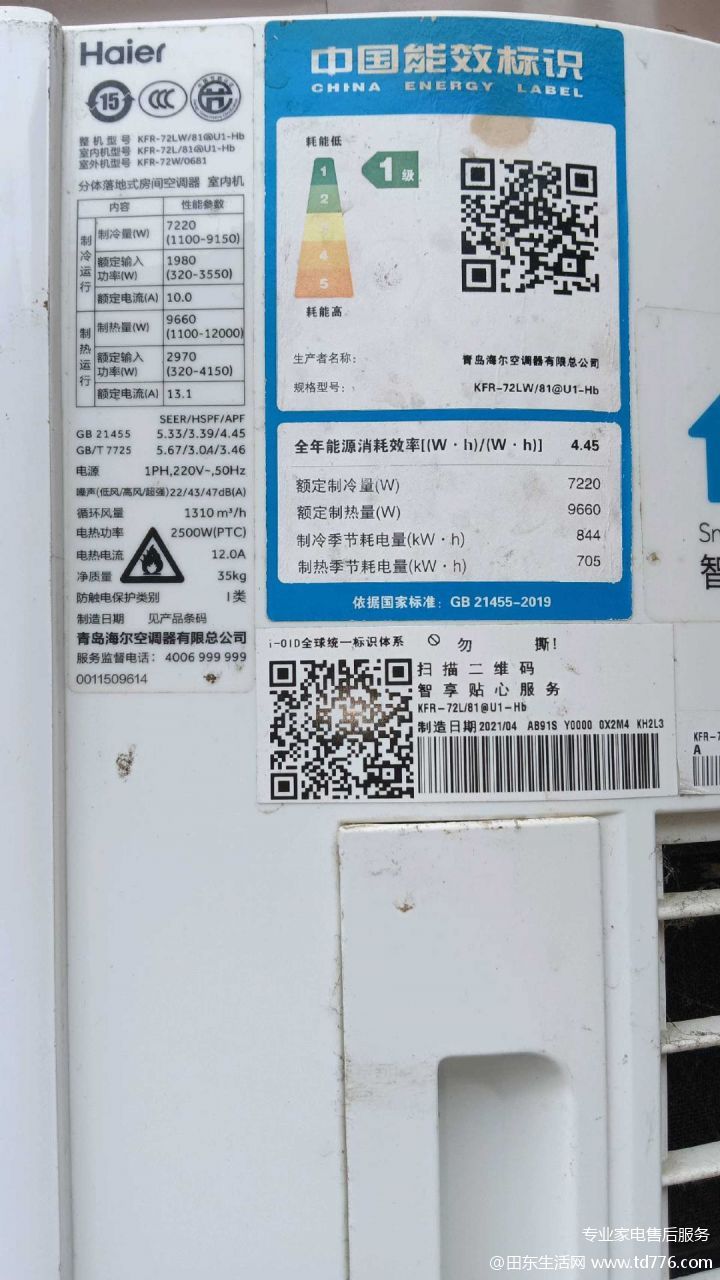 Haier
15
CCC
整机型号 KFR-72LW/81@U1-Hb
室内机型号 KFR-72L/81@U1-Hb
室外机型号 KFR-72W/0681
分体落地式房间空调器 室内机
内容 性能参数
制冷运行
制冷量(W) 7220 (1100-9150)
额定输入功率(W) 1980 (320-3550)
额定电流(A) 10.0
制热运行
制热量(W) 9660 (1100-12000)
额定输入功率(W) 2970 (320-4150)
额定电流(A) 13.1
SEER/HSPF/APF
GB 21455 5.33/3.39/4.45
GB/T 7725 5.67/3.04/3.46
电源 1PH,220V~,50Hz
噪声(低风/高风/超强)22/43/47dB(A)
循环风量 1310 m³/h
电热功率 2500W(PTC)
电热电流 12.0A
净质量 35kg
防触电保护类别 I类
制造日期 见产品条码
青岛海尔空调器有限总公司
服务监督电话: 4006 999 999
0011509614
中国能效标识
CHINA ENERGY LABEL
耗能低
1
2
3
4
5
耗能高
1级
生产者名称: 青岛海尔空调器有限总公司
规格型号: KFR-72LW/81@U1-Hb
全年能源消耗效率[(W·h)/(W·h)] 4.45
额定制冷量(W) 7220
额定制热量(W) 9660
制冷季节耗电量(kW·h) 844
制热季节耗电量(kW·h) 705
依据国家标准: GB 21455-2019
i-OID全球统一标识体系 勿撕!
扫描二维码
智享贴心服务
KFR-72L/81@U1-Hb
制造日期2021/04 AB91S Y0000 0X2M4 KH2L3
KFR-7
A
智
专业家电售后服务
@田东生活网 www.td776.com